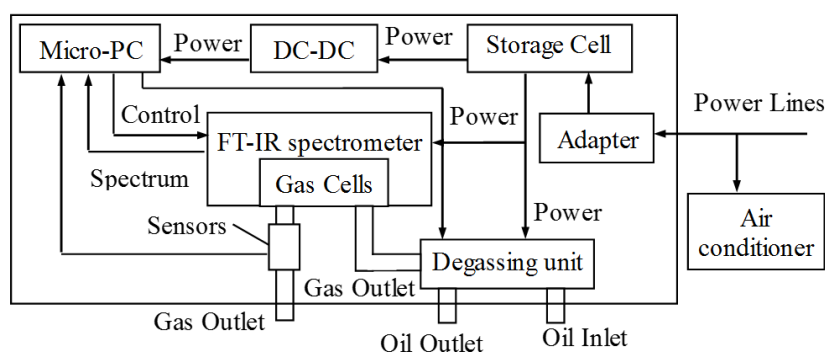 Micro-PC
Power
DC-DC
Power
Storage Cell
Power Lines
Control
Power
Adapter
FT-IR spectrometer
Spectrum
Gas Cells
Sensors
Power
Air
conditioner
Degassing unit
Gas Outlet
Gas Outlet
Oil Outlet
Oil Inlet